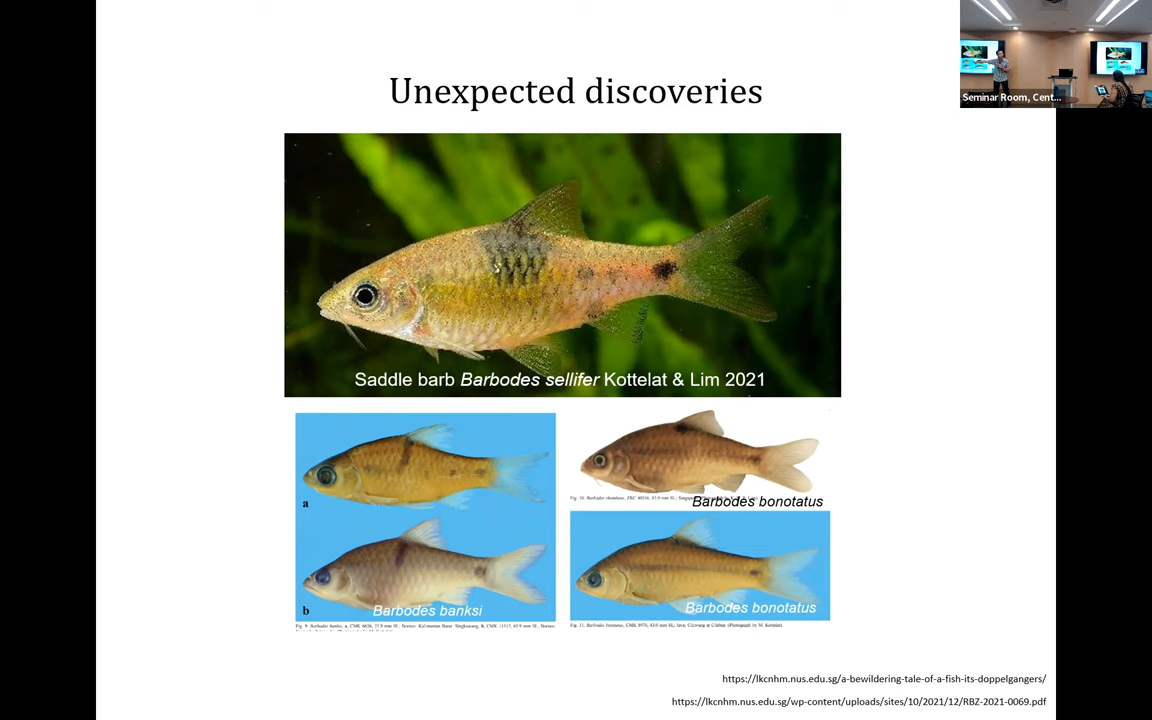 Unexpected discoveries
Seminar Room, Cent...
Saddle barb Barbodes sellifer Kottelat & Lim 2021
a
b
Barbodes banksi
Barbodes bonotatus
Barbodes bonotatus
https://lkcnhm.nus.edu.sg/a-bewildering-tale-of-a-fish-its-doppelgangers/
https://lkcnhm.nus.edu.sg/wp-content/uploads/sites/10/2021/12/RBZ-2021-0069.pdf